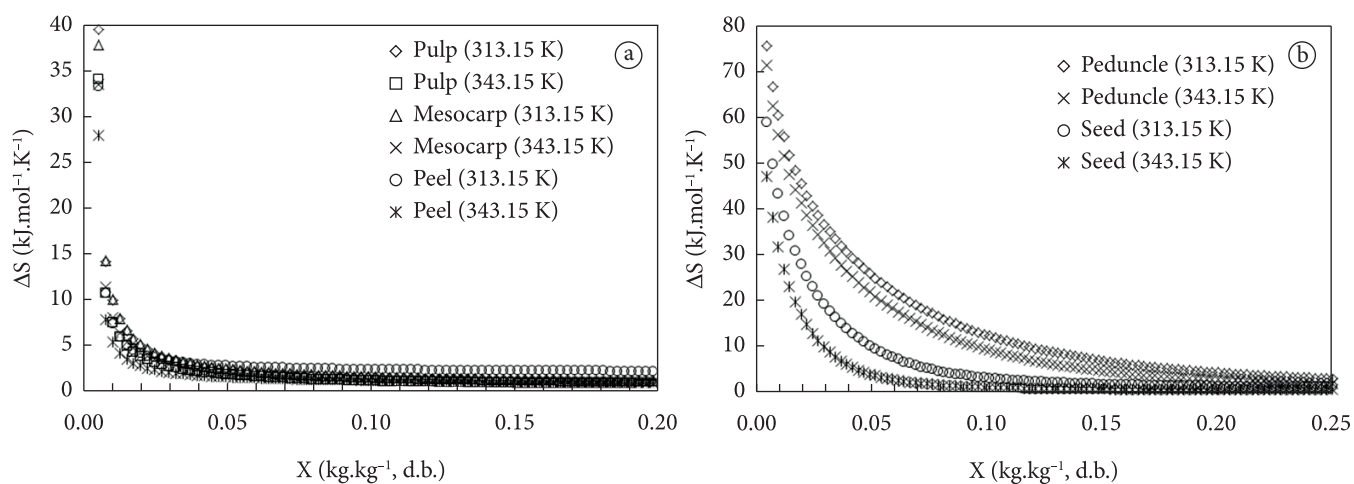 40
35
30
25
20
15
10
5
0
ΔS (kJ.mol⁻¹.K⁻¹)
Pulp (313.15 K)
Pulp (343.15 K)
Mesocarp (313.15 K)
Mesocarp (343.15 K)
Peel (313.15 K)
Peel (343.15 K)
a
0.00 0.05 0.10 0.15 0.20
X (kg.kg⁻¹, d.b.)
80
70
60
50
40
30
20
10
0
ΔS (kJ.mol⁻¹.K⁻¹)
Peduncle (313.15 K)
Peduncle (343.15 K)
Seed (313.15 K)
Seed (343.15 K)
b
0.00 0.05 0.10 0.15 0.20 0.25
X (kg.kg⁻¹, d.b.)